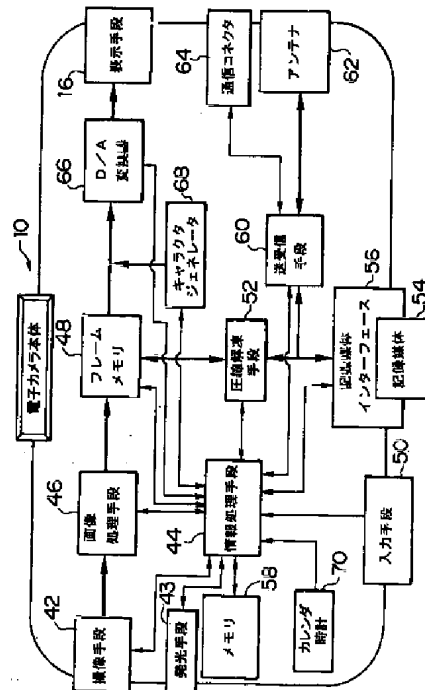 10
電子カメラ本体
42
撮像手段
46
画像
処理手段
48
フレーム
メモリ
66
D/A
変換器
16
表示手段
43
発光手段
44
情報処理手段
52
圧縮解凍
手段
68
キャラクタ
ジェネレータ
60
送受信
手段
64
通信コネクタ
62
アンテナ
58
メモリ
70
カレンダ
時計
50
入力手段
56
記録媒体
インターフェース
54
記録媒体